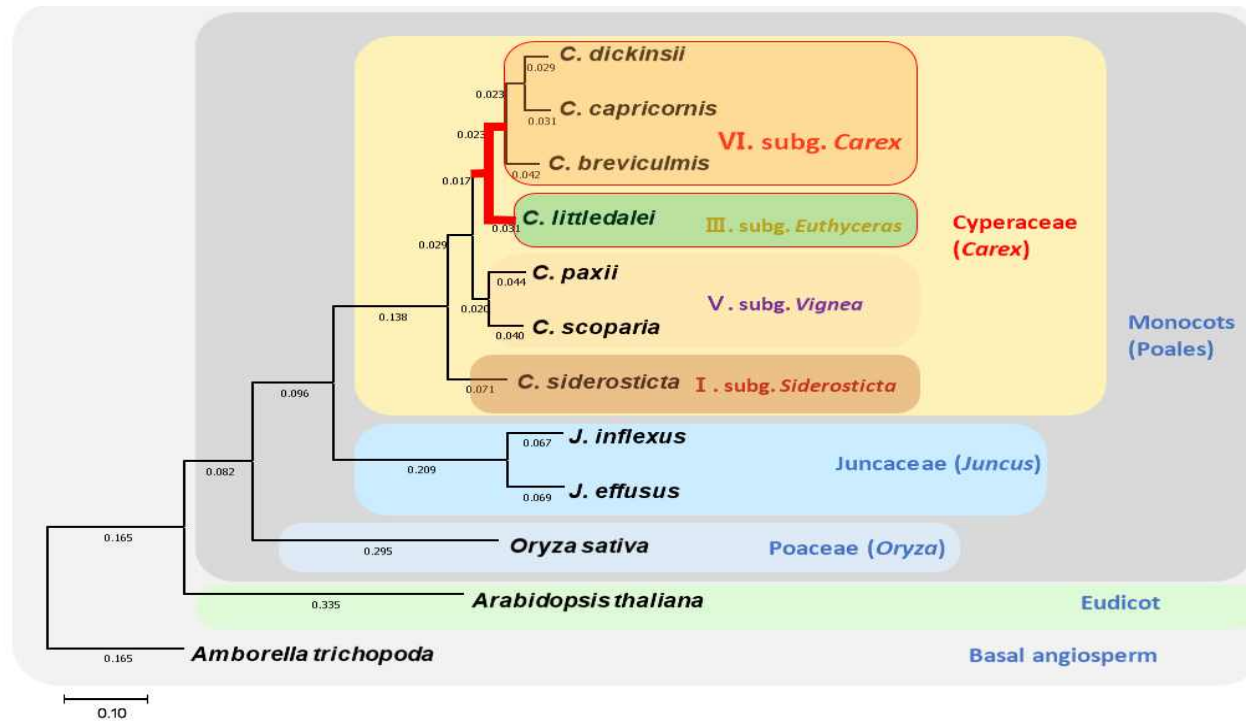 C. dickinsii
0.029
0.023
C. capricornis
0.031
0.023
VI. subg. Carex
C. breviculmis
0.042
0.017
C. littledalei
0.031
III. subg. Euthyceras
Cyperaceae
(Carex)
0.029
C. paxii
0.044
V. subg. Vignea
0.020
C. scoparia
0.040
0.138
Monocots
(Poales)
C. siderosticta
0.071
I. subg. Siderosticta
0.096
J. inflexus
0.067
0.209
Juncaceae (Juncus)
0.082
J. effusus
0.069
0.165
Oryza sativa
0.295
Poaceae (Oryza)
Arabidopsis thaliana
0.335
Eudicot
Amborella trichopoda
0.165
Basal angiosperm
0.10